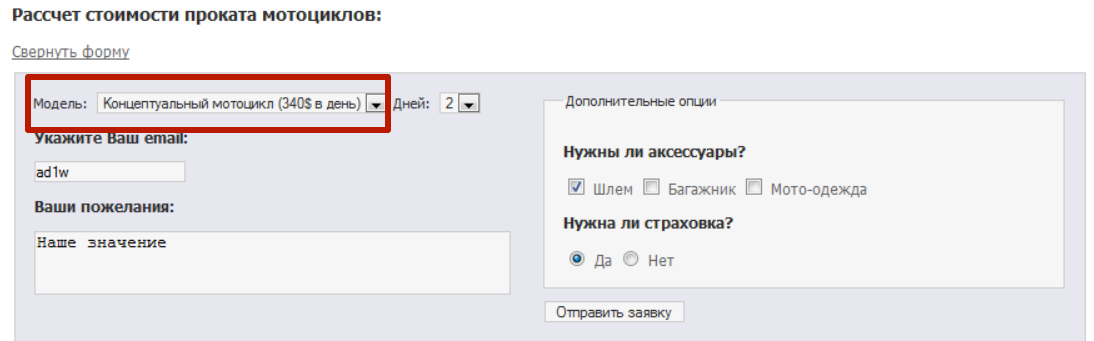 Рассчет стоимости проката мотоциклов:
Свернуть форму
Модель: Концептуальный мотоцикл (340$ в день) Дней: 2
Укажите Ваш email:
ad1w
Ваши пожелания:
Наше значение
Дополнительные опции
Нужны ли аксессуары?
Шлем Багажник Мото-одежда
Нужна ли страховка?
Да Нет
Отправить заявку